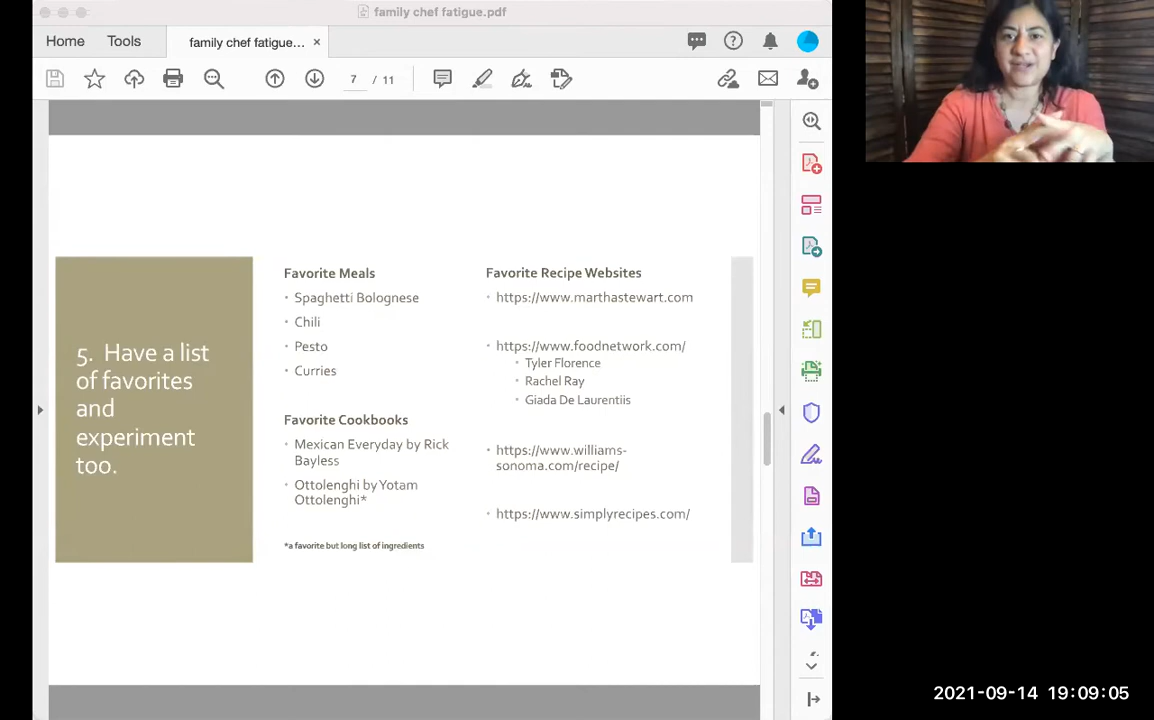 family chef fatigue.pdf
Home
Tools
family chef fatigue...
7 / 11
5. Have a list
of favorites
and
experiment
too.
Favorite Meals
• Spaghetti Bolognese
• Chili
• Pesto
• Curries
Favorite Cookbooks
• Mexican Everyday by Rick
Bayless
• Ottolenghi by Yotam
Ottolenghi*
*a favorite but long list of ingredients
Favorite Recipe Websites
• https://www.marthastewart.com
• https://www.foodnetwork.com/
• Tyler Florence
• Rachel Ray
• Giada De Laurentiis
• https://www.williams-
sonoma.com/recipe/
• https://www.simplyrecipes.com/
2021-09-14 19:09:05